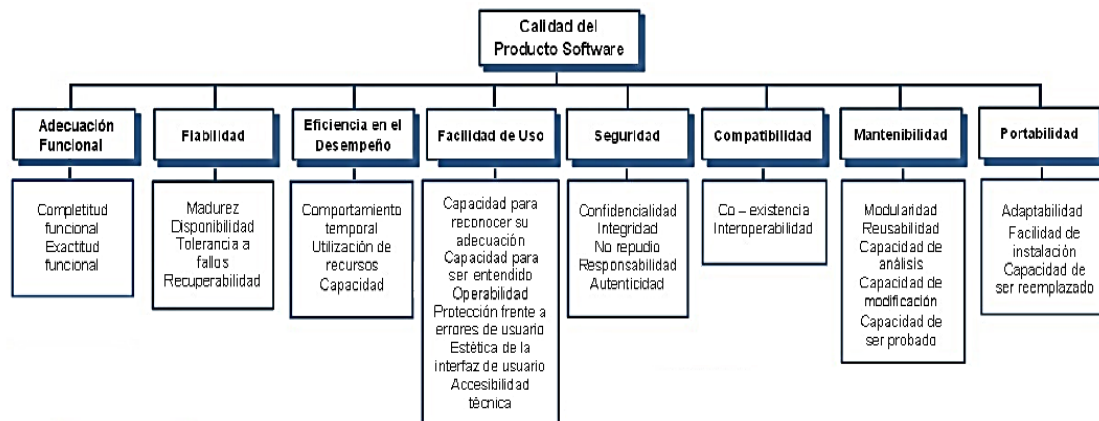 Calidad del
Producto Software
Adecuación
Funcional
Fiabilidad
Eficiencia en el
Desempeño
Facilidad de Uso
Seguridad
Compatibilidad
Mantenibilidad
Portabilidad
Completitud
funcional
Exactitud
funcional
Madurez
Disponibilidad
Tolerancia a
fallos
Recuperabilidad
Comportamiento
temporal
Utilización de
recursos
Capacidad
Capacidad para
reconocer su
adecuación
Capacidad para
ser entendido
Operabilidad
Protección frente a
errores de usuario
Estética de la
interfaz de usuario
Accesibilidad
técnica
Confidencialidad
Integridad
No repudio
Responsabilidad
Autenticidad
Co – existencia
Interoperabilidad
Modularidad
Reusabilidad
Capacidad de
análisis
Capacidad de
modificación
Capacidad de
ser probado
Adaptabilidad
Facilidad de
instalación
Capacidad de
ser reemplazado